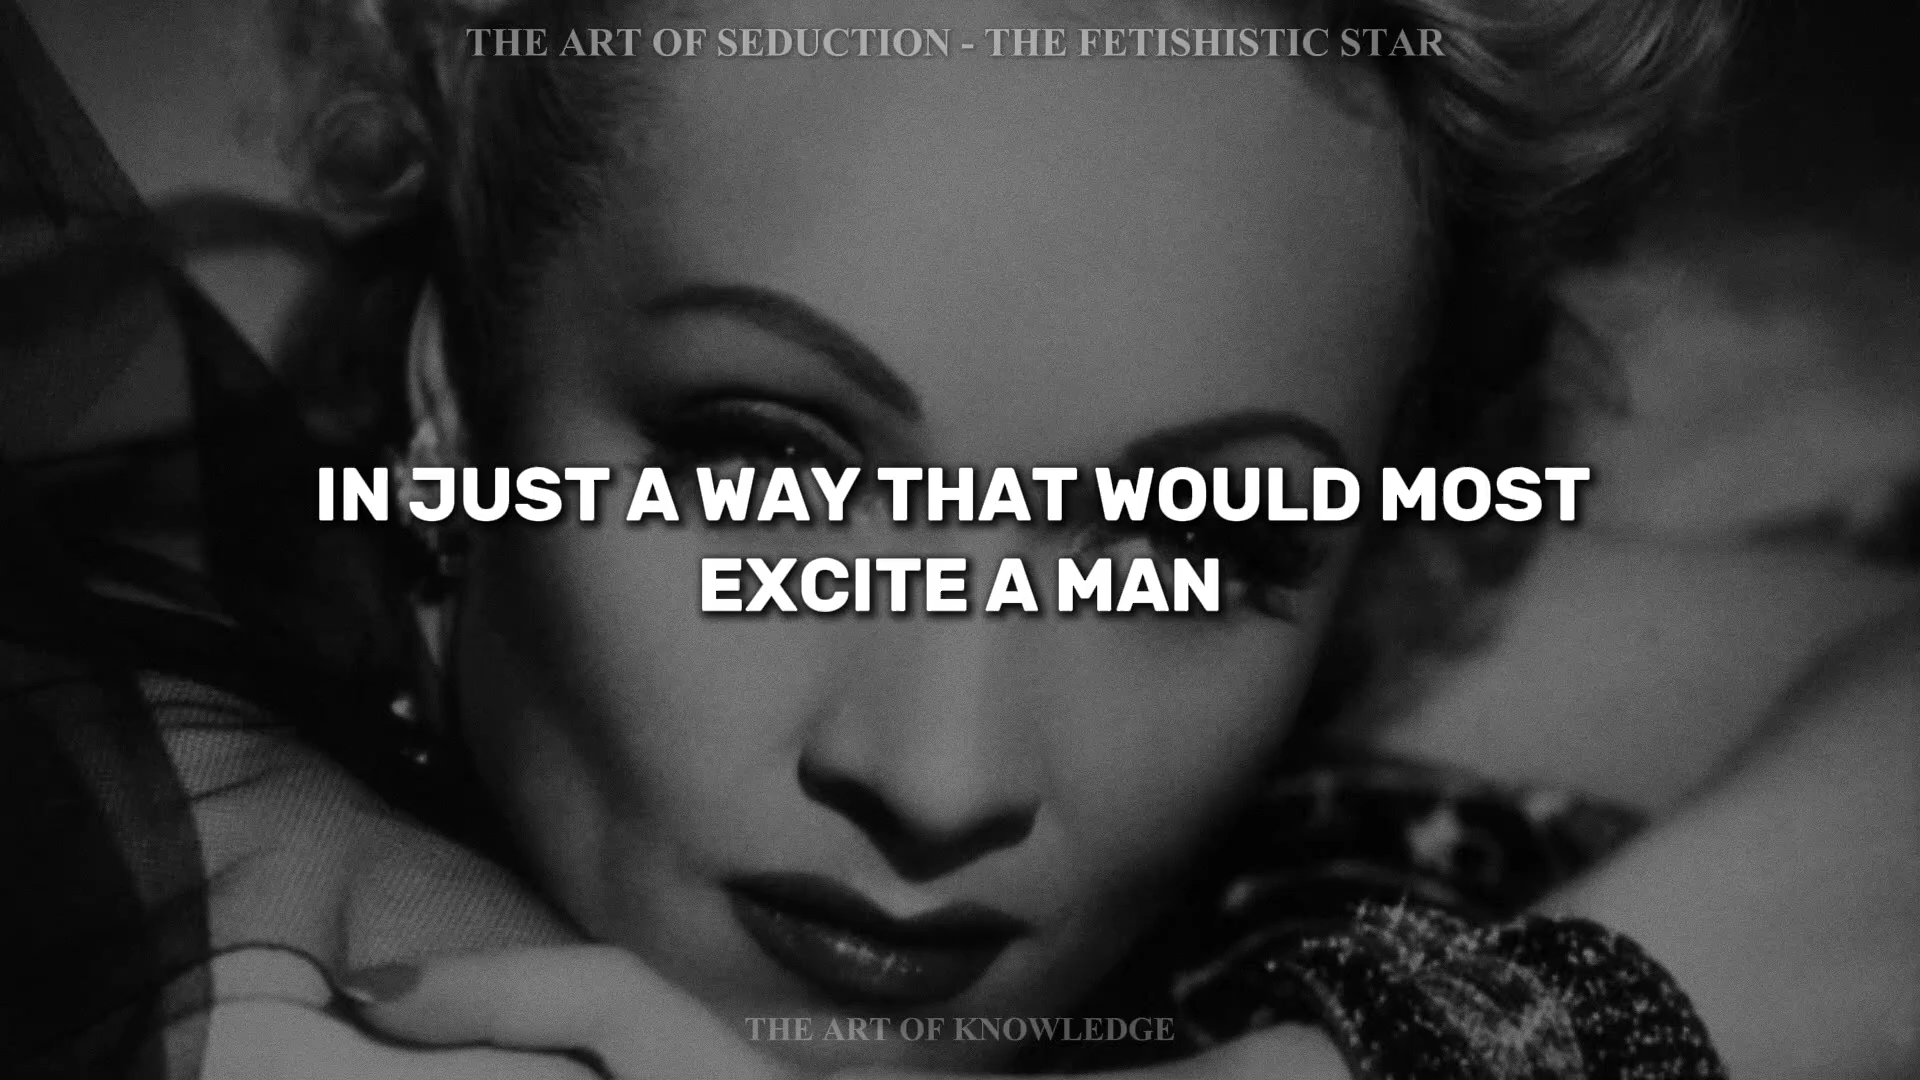 THE ART OF SEDUCTION - THE FETISHISTIC STAR
IN JUST A WAY THAT WOULD MOST
EXCITE A MAN
THE ART OF KNOWLEDGE